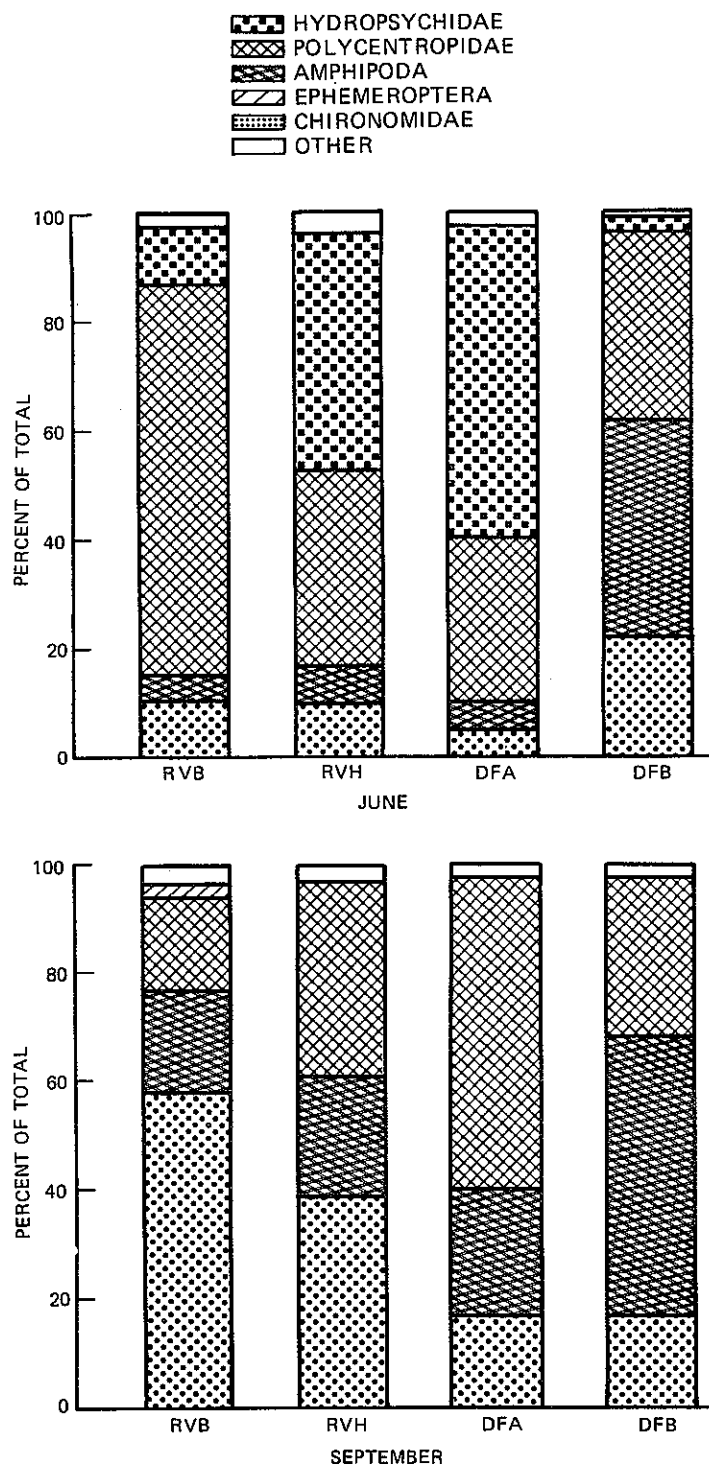 HYDROPSYCHIDAE
POLYCENTROPIDAE
AMPHIPODA
EPHEMEROPTERA
CHIRONOMIDAE
OTHER
PERCENT OF TOTAL
100
80
60
40
20
0
RVB RVH DFA DFB
JUNE
PERCENT OF TOTAL
100
80
60
40
20
0
RVB RVH DFA DFB
SEPTEMBER